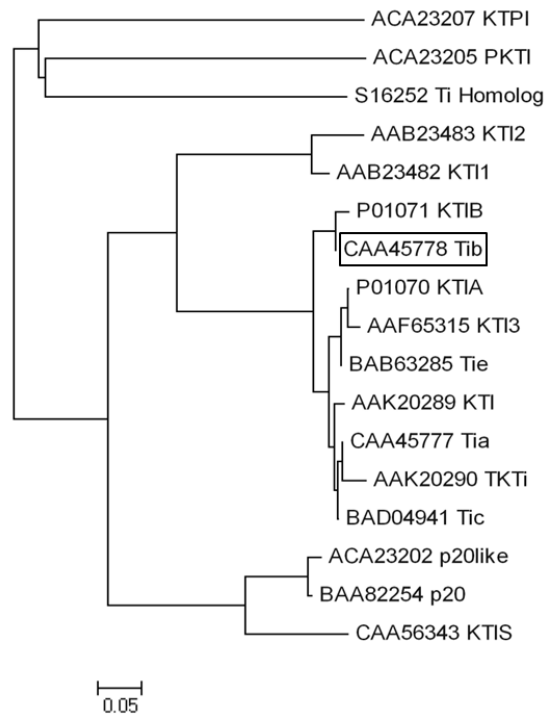 ACA23207 KTPI
ACA23205 PKTI
S16252 Ti Homolog
AAB23483 KTI2
AAB23482 KTI1
P01071 KTIB
CAA45778 Tib
P01070 KTIA
AAF65315 KTI3
BAB63285 Tie
AAK20289 KTI
CAA45777 Tia
AAK20290 TKTi
BAD04941 Tic
ACA23202 p20like
BAA82254 p20
CAA56343 KTIS
0.05